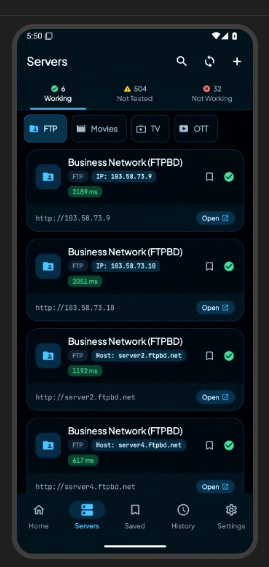 5:50
Servers
6
Working
504
Not Tested
32
Not Working
FTP
Movies
TV
OTT
Business Network (FTPBD)
FTP
IP: 103.58.73.9
2189 ms
http://103.58.73.9
Open
Business Network (FTPBD)
FTP
IP: 103.58.73.10
2051 ms
http://103.58.73.10
Open
Business Network (FTPBD)
FTP
Host: server2.ftpbd.net
1192 ms
http://server2.ftpbd.net
Open
Business Network (FTPBD)
FTP
Host: server4.ftpbd.net
617 ms
http://server4.ftpbd.net
Open
Home
Servers
Saved
History
Settings